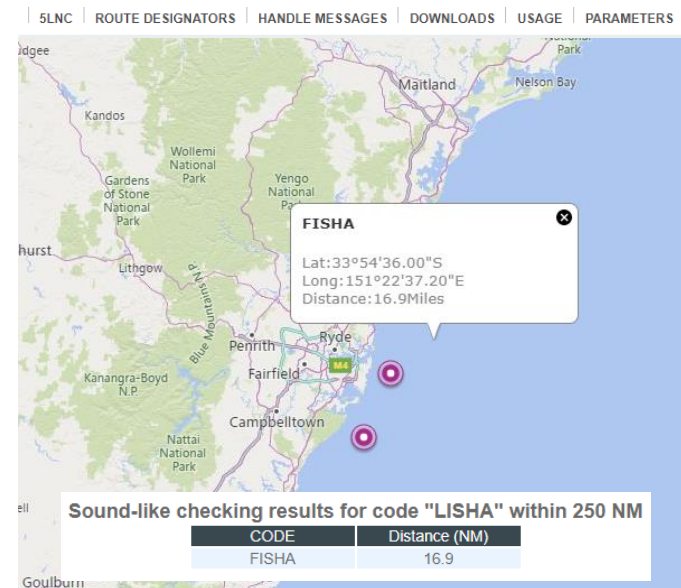 5LNC ROUTE DESIGNATORS HANDLE MESSAGES DOWNLOADS USAGE PARAMETERS
National
Park
Maitland
Nelson Bay
Kandos
Wollemi
National
Park
Gardens
of Stone
National
Park
Yengo
National
FISHA
Lat:33°54'36.00"S
Long:151°22'37.20"E
Distance:16.9Miles
Lithgow
Blue Mountains N.P.
Penrith
Ryde
M4
Fairfield
Kanangra-Boyd
N.P.
Campbelltown
Nattai
National
Park
Sound-like checking results for code "LISHA" within 250 NM
CODE Distance (NM)
FISHA 16.9
Goulburn